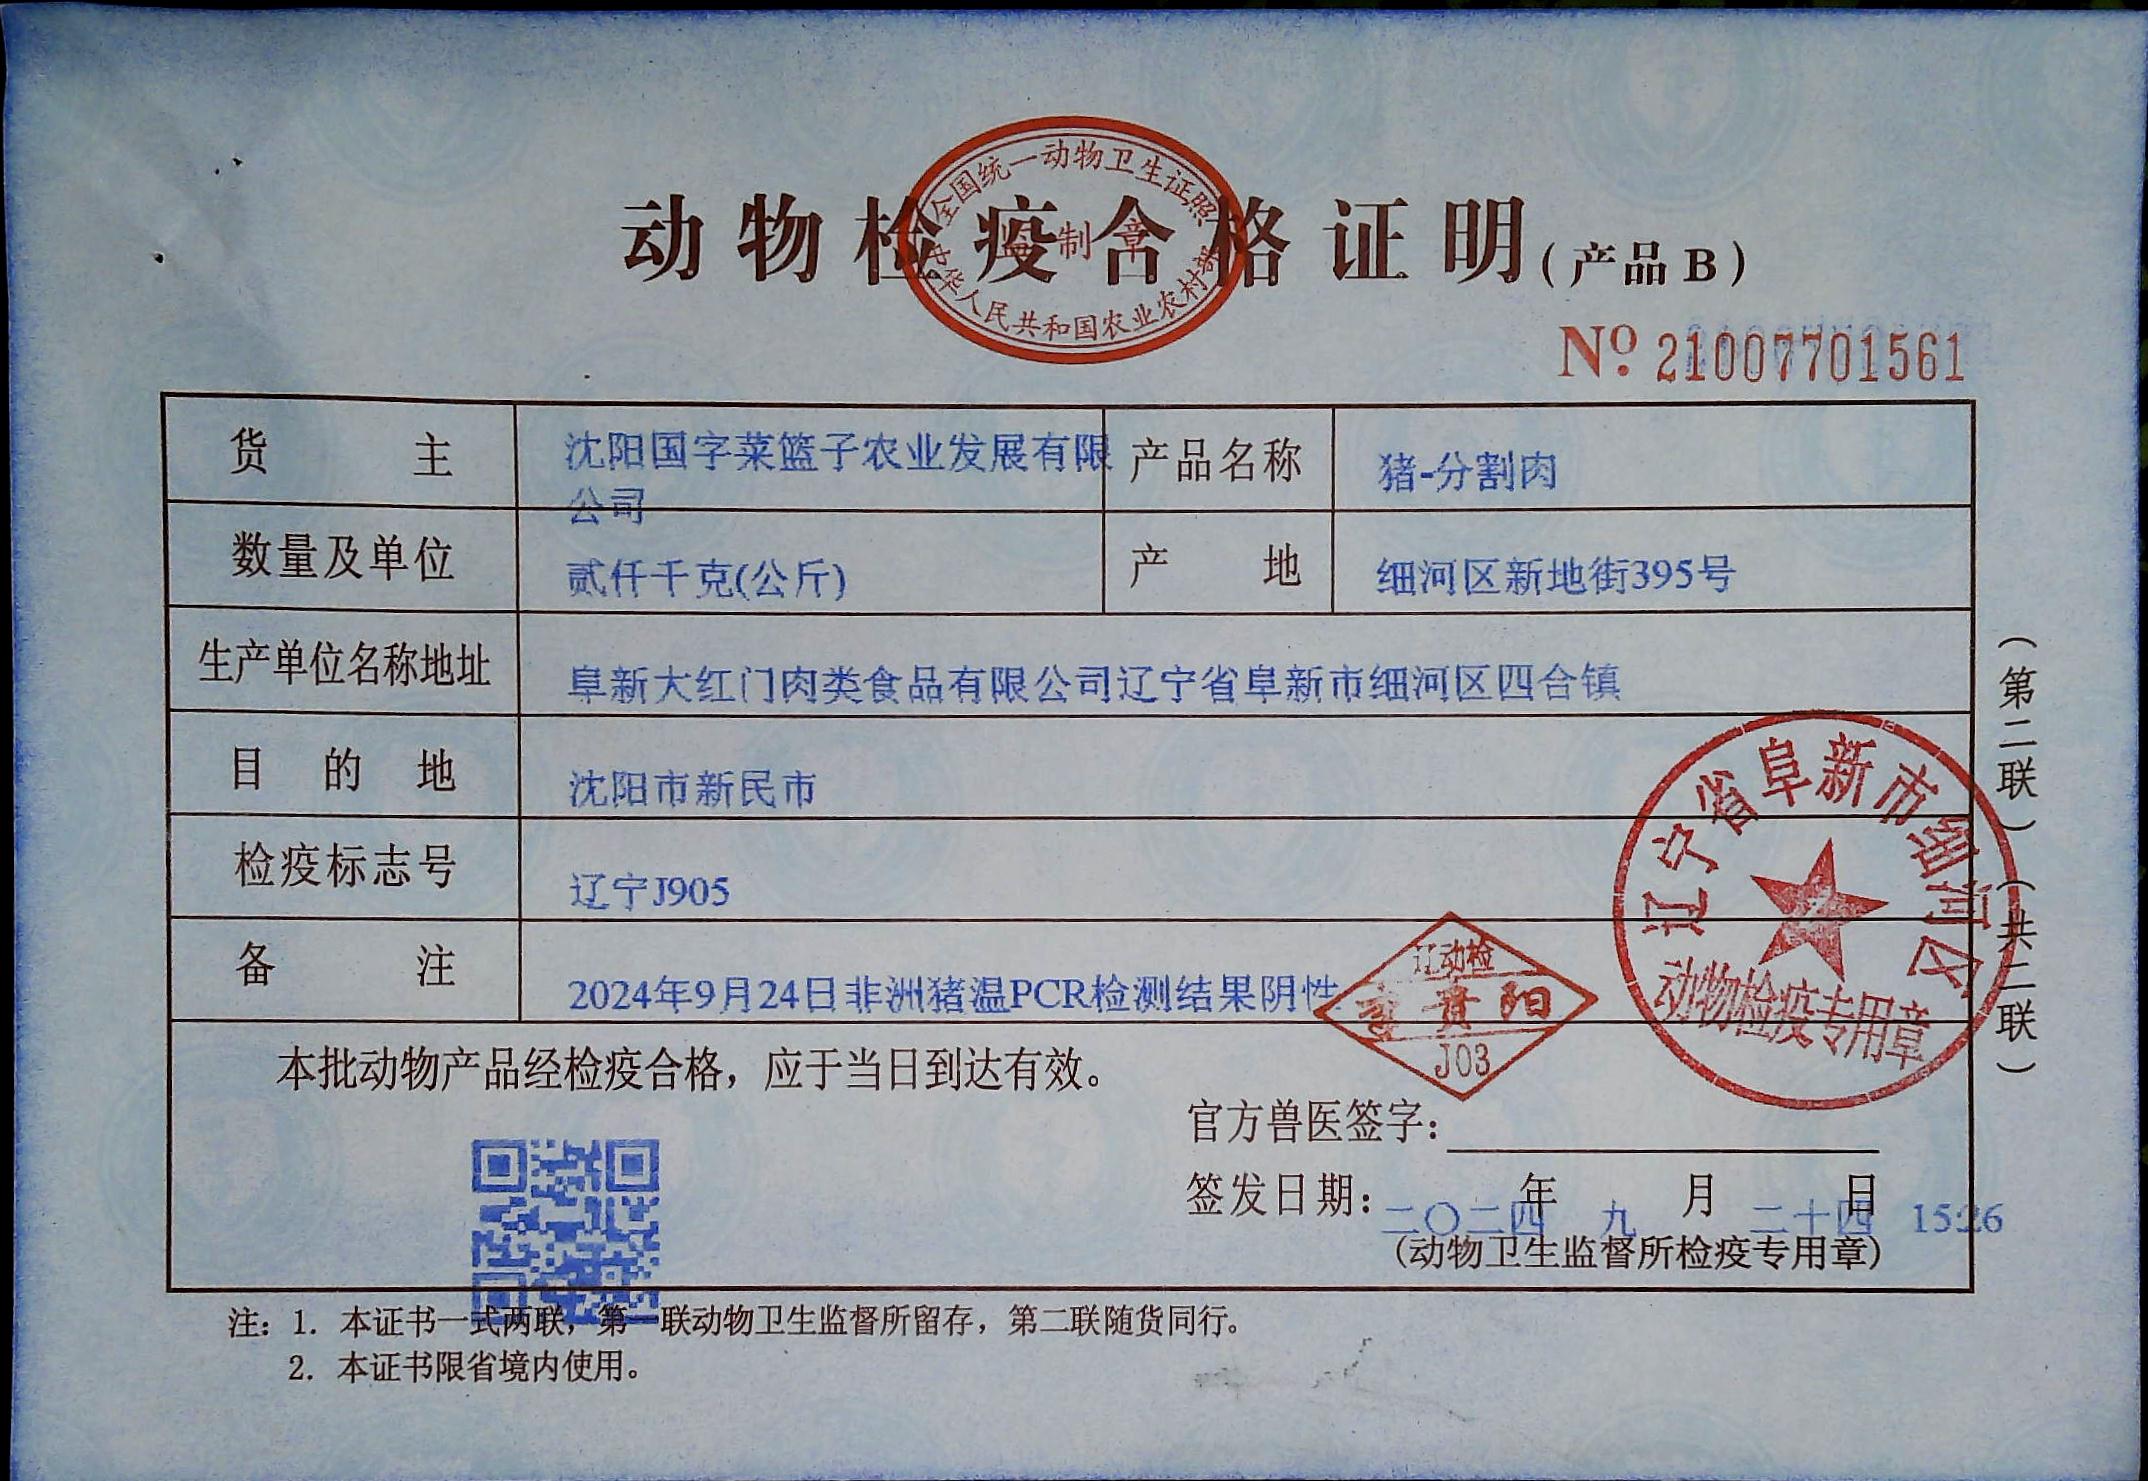 动物检疫合格证明(产品B)
全国统一动物卫生证照
监制章
中华人民共和国农业农村部
№ 21007701561
货主 沈阳国字菜篮子农业发展有限公司 产品名称 猪-分割肉
数量及单位 贰仟千克(公斤) 产地 细河区新地街395号
生产单位名称地址 阜新大红门肉类食品有限公司辽宁省阜新市细河区四合镇
目的地 沈阳市新民市
检疫标志号 辽宁J905
备注 2024年9月24日非洲猪温PCR检测结果阴性
辽动检
李贵阳
J03
辽宁省阜新市细河区
动物检疫专用章
(第二联)(共二联)
本批动物产品经检疫合格，应于当日到达有效。
官方兽医签字：
签发日期：二〇二四年九月二十四日 1526
(动物卫生监督所检疫专用章)
注：1. 本证书一式两联，第一联动物卫生监督所留存，第二联随货同行。
2. 本证书限省境内使用。